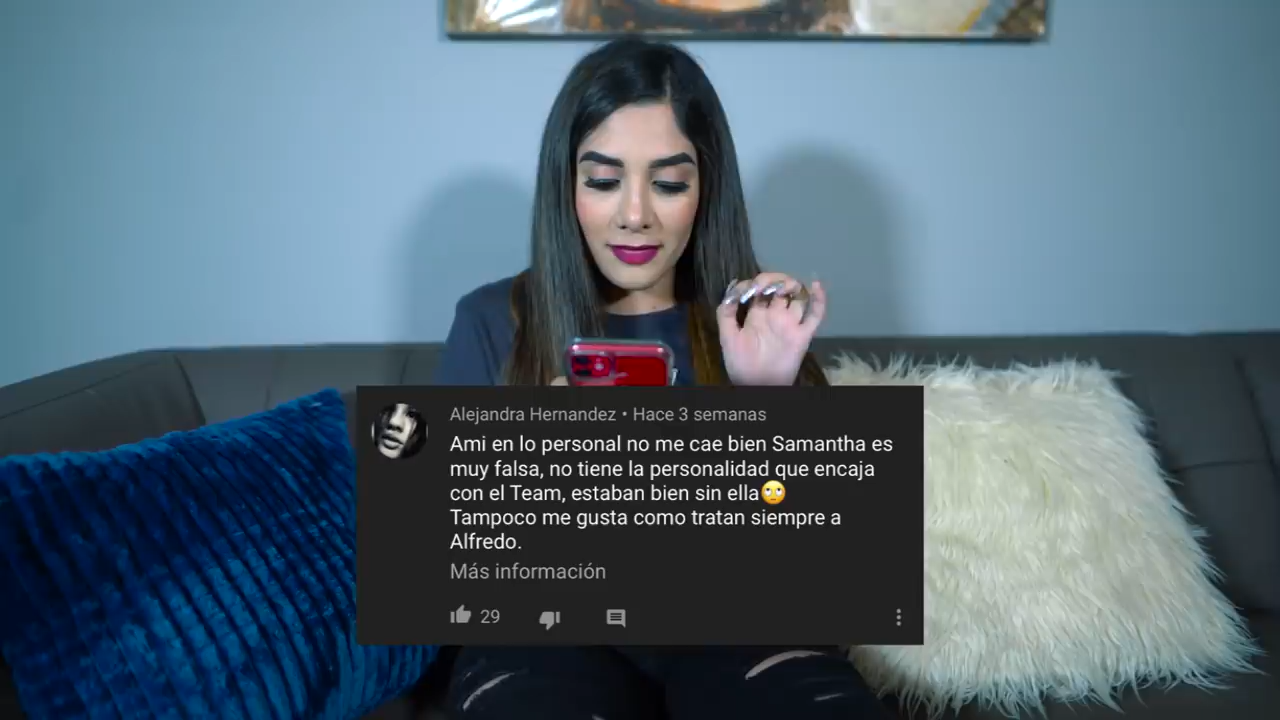 Alejandra Hernandez • Hace 3 semanas
Ami en lo personal no me cae bien Samantha es
muy falsa, no tiene la personalidad que encaja
con el Team, estaban bien sin ella🙄
Tampoco me gusta como tratan siempre a
Alfredo.
Más información
29